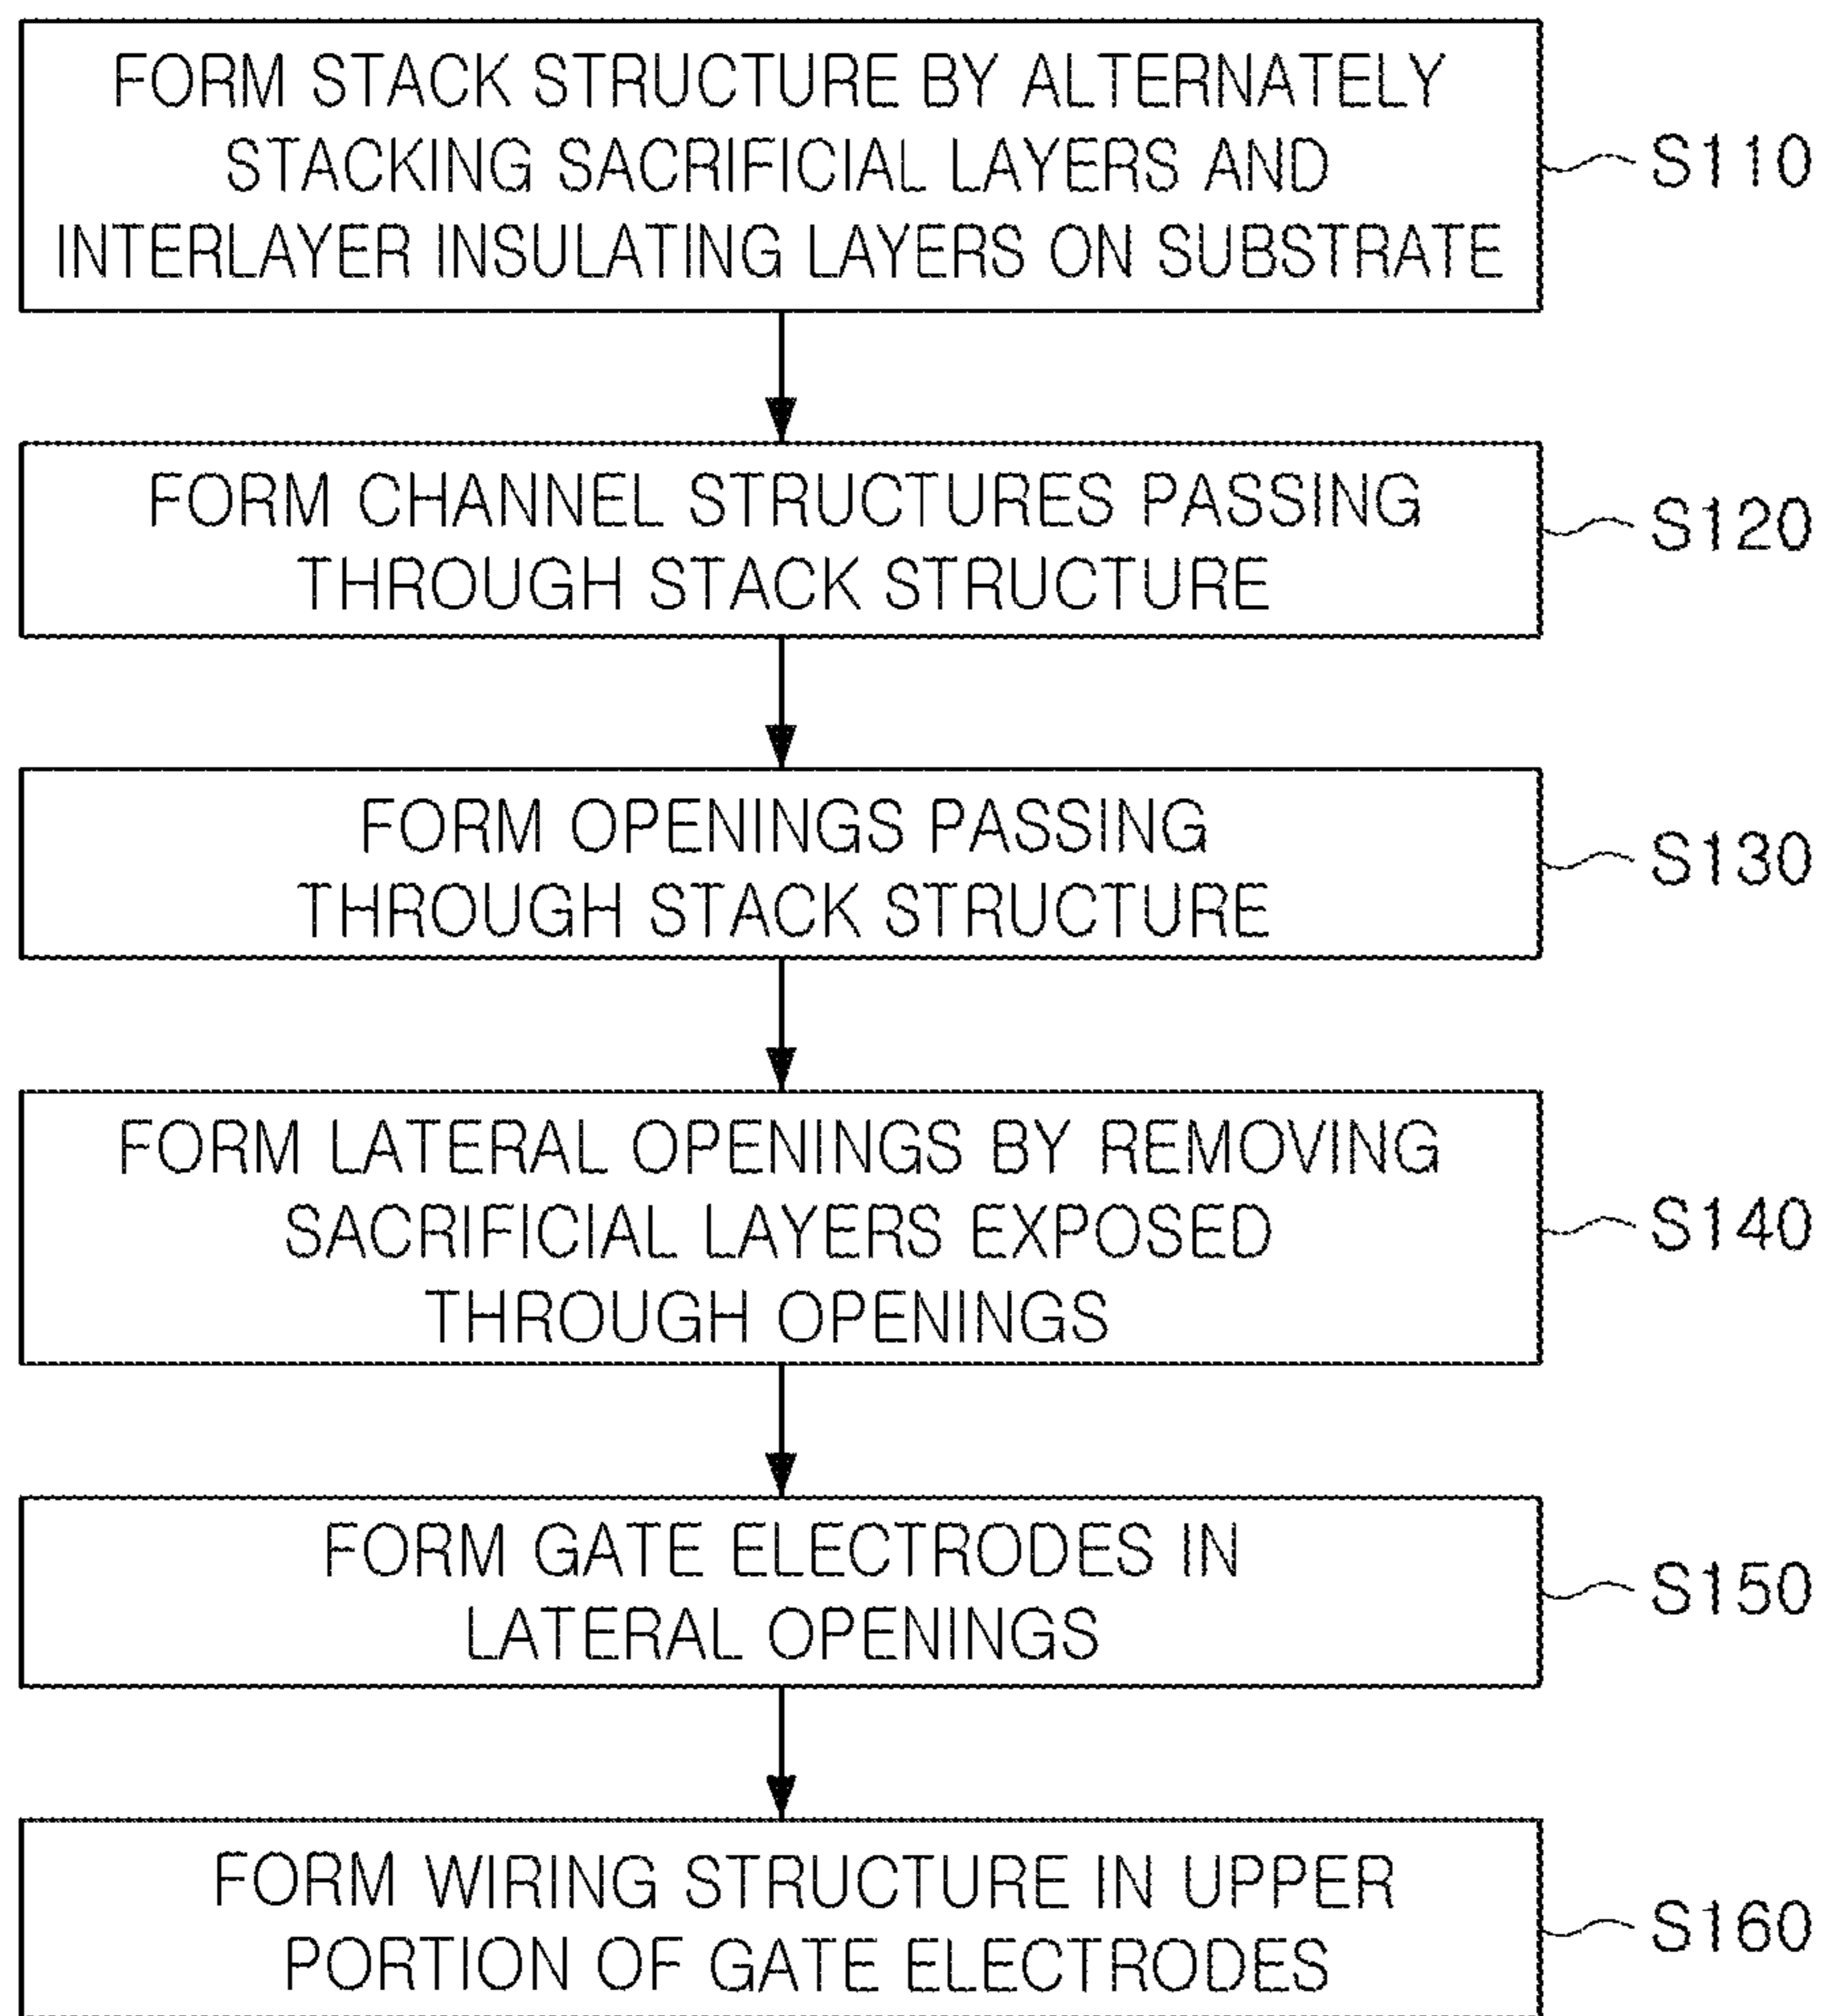 FORM STACK STRUCTURE BY ALTERNATELY
STACKING SACRIFICIAL LAYERS AND
INTERLAYER INSULATING LAYERS ON SUBSTRATE
S110
FORM CHANNEL STRUCTURES PASSING
THROUGH STACK STRUCTURE
S120
FORM OPENINGS PASSING
THROUGH STACK STRUCTURE
S130
FORM LATERAL OPENINGS BY REMOVING
SACRIFICIAL LAYERS EXPOSED
THROUGH OPENINGS
S140
FORM GATE ELECTRODES IN
LATERAL OPENINGS
S150
FORM WIRING STRUCTURE IN UPPER
PORTION OF GATE ELECTRODES
S160